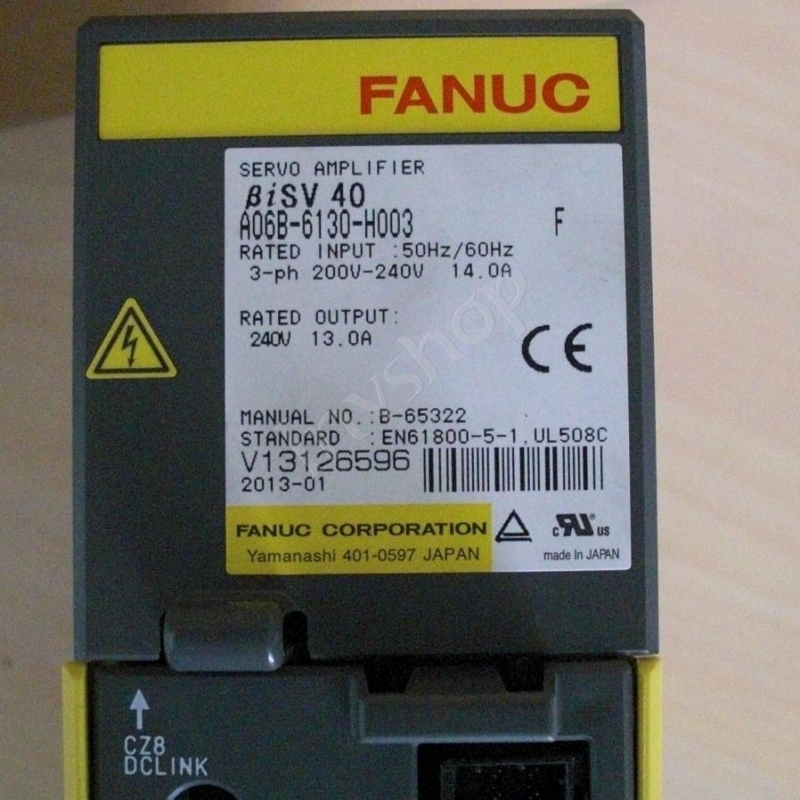 FANUC
SERVO AMPLIFIER
βiSV 40
A06B-6130-H003 F
RATED INPUT :50Hz/60Hz
3-ph 200V-240V 14.0A
RATED OUTPUT:
240V 13.0A
CE
MANUAL NO.:B-65322
STANDARD :EN61800-5-1,UL508C
V13126596
2013-01
FANUC CORPORATION
Yamanashi 401-0597 JAPAN
c RU us
made In JAPAN
CZ8
DCLINK